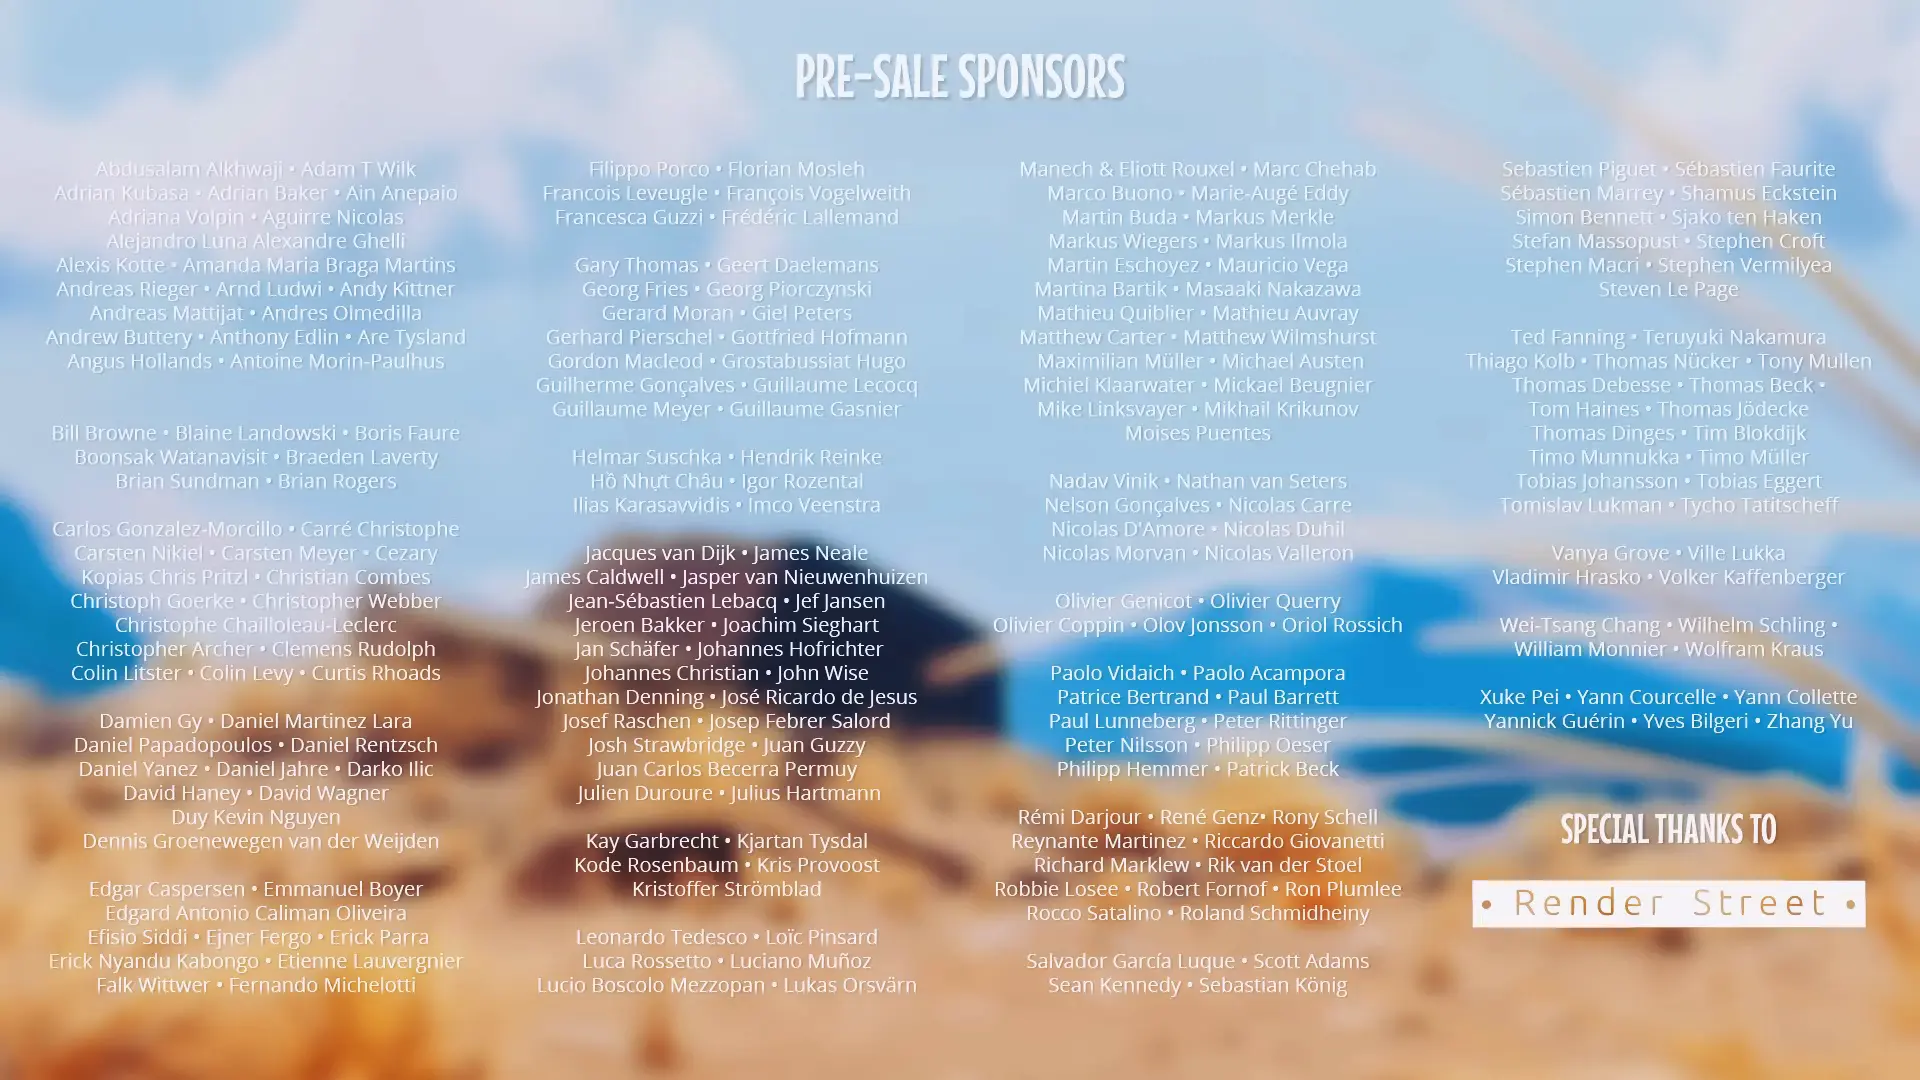 PRE-SALE SPONSORS
Abdusalam Alkhwaji • Adam T Wilk
Adrian Kubasa • Adrian Baker • Ain Anepaio
Adriana Volpin • Aguirre Nicolas
Alejandro Luna Alexandre Ghelli
Alexis Kotte • Amanda Maria Braga Martins
Andreas Rieger • Arnd Ludwi • Andy Kittner
Andreas Mattijat • Andres Olmedilla
Andrew Buttery • Anthony Edlin • Are Tysland
Angus Hollands • Antoine Morin-Paulhus
Bill Browne • Blaine Landowski • Boris Faure
Boonsak Watanavisit • Braeden Laverty
Brian Sundman • Brian Rogers
Carlos Gonzalez-Morcillo • Carré Christophe
Carsten Nikiel • Carsten Meyer • Cezary
Kopias Chris Pritzl • Christian Combes
Christoph Goerke • Christopher Webber
Christophe Chailloleau-Leclerc
Christopher Archer • Clemens Rudolph
Colin Litster • Colin Levy • Curtis Rhoads
Damien Gy • Daniel Martinez Lara
Daniel Papadopoulos • Daniel Rentzsch
Daniel Yanez • Daniel Jahre • Darko Ilic
David Haney • David Wagner
Duy Kevin Nguyen
Dennis Groenewegen van der Weijden
Edgar Caspersen • Emmanuel Boyer
Edgard Antonio Caliman Oliveira
Efisio Siddi • Ejner Fergo • Erick Parra
Erick Nyandu Kabongo • Etienne Lauvergnier
Falk Wittwer • Fernando Michelotti
Filippo Porco • Florian Mosleh
Francois Leveugle • François Vogelweith
Francesca Guzzi • Frédéric Lallemand
Gary Thomas • Geert Daelemans
Georg Fries • Georg Piorczynski
Gerard Moran • Giel Peters
Gerhard Pierschel • Gottfried Hofmann
Gordon Macleod • Grostabussiat Hugo
Guilherme Gonçalves • Guillaume Lecocq
Guillaume Meyer • Guillaume Gasnier
Helmar Suschka • Hendrik Reinke
Hồ Nhựt Châu • Igor Rozental
Ilias Karasavvidis • Imco Veenstra
Jacques van Dijk • James Neale
James Caldwell • Jasper van Nieuwenhuizen
Jean-Sébastien Lebacq • Jef Jansen
Jeroen Bakker • Joachim Sieghart
Jan Schäfer • Johannes Hofrichter
Johannes Christian • John Wise
Jonathan Denning • José Ricardo de Jesus
Josef Raschen • Josep Febrer Salord
Josh Strawbridge • Juan Guzzy
Juan Carlos Becerra Permuy
Julien Duroure • Julius Hartmann
Kay Garbrecht • Kjartan Tysdal
Kode Rosenbaum • Kris Provoost
Kristoffer Strömblad
Leonardo Tedesco • Loïc Pinsard
Luca Rossetto • Luciano Muñoz
Lucio Boscolo Mezzopan • Lukas Orsvärn
Manech & Eliott Rouxel • Marc Chehab
Marco Buono • Marie-Augé Eddy
Martin Buda • Markus Merkle
Markus Wiegers • Markus Ilmola
Martin Eschoyez • Mauricio Vega
Martina Bartik • Masaaki Nakazawa
Mathieu Quiblier • Mathieu Auvray
Matthew Carter • Matthew Wilmshurst
Maximilian Müller • Michael Austen
Michiel Klaarwater • Mickael Beugnier
Mike Linksvayer • Mikhail Krikunov
Moises Puentes
Nadav Vinik • Nathan van Seters
Nelson Gonçalves • Nicolas Carre
Nicolas D'Amore • Nicolas Duhil
Nicolas Morvan • Nicolas Valleron
Olivier Genicot • Olivier Querry
Olivier Coppin • Olov Jonsson • Oriol Rossich
Paolo Vidaich • Paolo Acampora
Patrice Bertrand • Paul Barrett
Paul Lunneberg • Peter Rittinger
Peter Nilsson • Philipp Oeser
Philipp Hemmer • Patrick Beck
Rémi Darjour • René Genz• Rony Schell
Reynante Martinez • Riccardo Giovanetti
Richard Marklew • Rik van der Stoel
Robbie Losee • Robert Fornof • Ron Plumlee
Rocco Satalino • Roland Schmidheiny
Salvador García Luque • Scott Adams
Sean Kennedy • Sebastian König
Sebastien Piguet • Sébastien Faurite
Sébastien Marrey • Shamus Eckstein
Simon Bennett • Sjako ten Haken
Stefan Massopust • Stephen Croft
Stephen Macri • Stephen Vermilyea
Steven Le Page
Ted Fanning • Teruyuki Nakamura
Thiago Kolb • Thomas Nücker • Tony Mullen
Thomas Debesse • Thomas Beck •
Tom Haines • Thomas Jödecke
Thomas Dinges • Tim Blokdijk
Timo Munnukka • Timo Müller
Tobias Johansson • Tobias Eggert
Tomislav Lukman • Tycho Tatitscheff
Vanya Grove • Ville Lukka
Vladimir Hrasko • Volker Kaffenberger
Wei-Tsang Chang • Wilhelm Schling •
William Monnier • Wolfram Kraus
Xuke Pei • Yann Courcelle • Yann Collette
Yannick Guérin • Yves Bilgeri • Zhang Yu
SPECIAL THANKS TO
• Render Street •